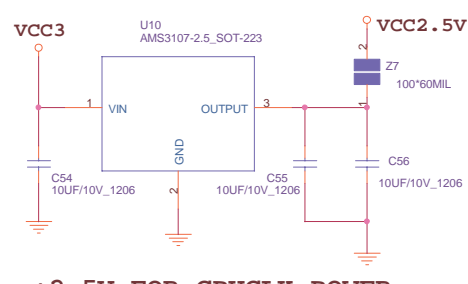 VCC3
U10
AMS3107-2.5_SOT-223
VCC2.5V
2
Z7
100*60MIL
1
1
VIN
OUTPUT
3
GND
2
C54
10UF/10V_1206
C55
10UF/10V_1206
C56
10UF/10V_1206